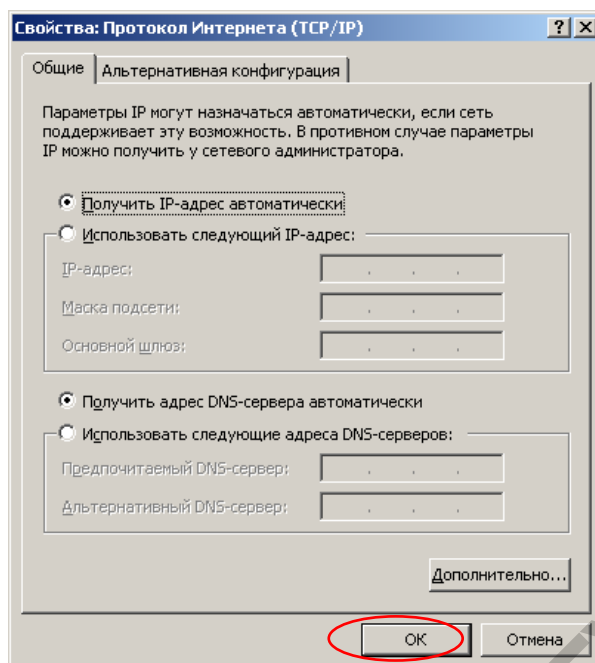 Свойства: Протокол Интернета (TCP/IP)
Общие
Альтернативная конфигурация
Параметры IP могут назначаться автоматически, если сеть
поддерживает эту возможность. В противном случае параметры
IP можно получить у сетевого администратора.
Получить IP-адрес автоматически
Использовать следующий IP-адрес:
IP-адрес:
Маска подсети:
Основной шлюз:
Получить адрес DNS-сервера автоматически
Использовать следующие адреса DNS-серверов:
Предпочитаемый DNS-сервер:
Альтернативный DNS-сервер:
Дополнительно...
ОК
Отмена